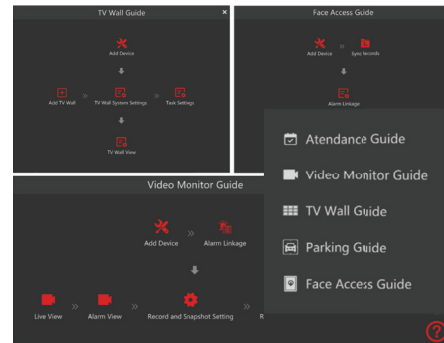 TV Wall Guide
×
Add Device
Add TV Wall
TV Wall System Settings
Task Settings
TV Wall View
Face Access Guide
Add Device
Sync Records
Alarm Linkage
Video Monitor Guide
Add Device
Alarm Linkage
Live View
Alarm View
Record and Snapshot Setting
R
Atendance Guide
Video Monitor Guide
TV Wall Guide
Parking Guide
Face Access Guide
?